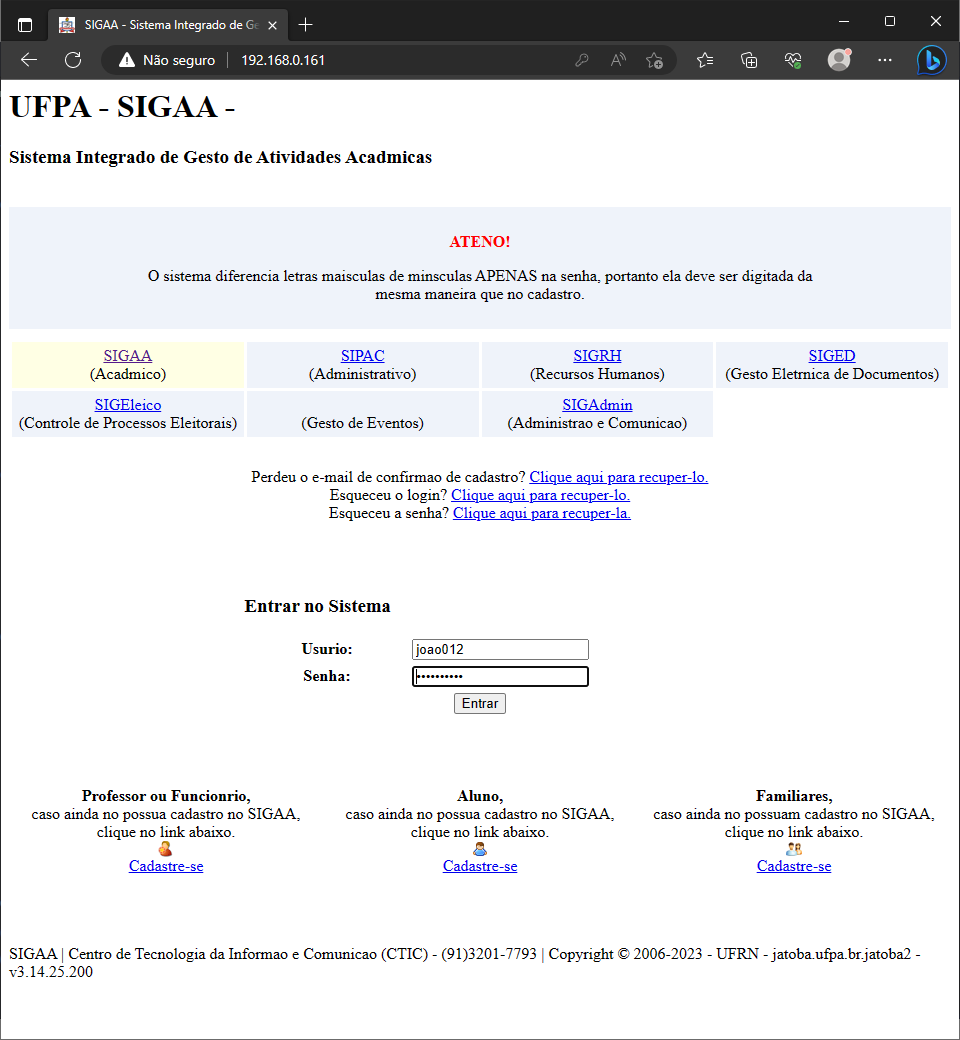 SIGAA - Sistema Integrado de Ge
Não seguro
192.168.0.161
UFPA - SIGAA -
Sistema Integrado de Gesto de Atividades Acadmicas
ATENO!
O sistema diferencia letras maisculas de minsculas APENAS na senha, portanto ela deve ser digitada da
mesma maneira que no cadastro.
SIGAA SIPAC SIGRH SIGED
(Acadmico) (Administrativo) (Recursos Humanos) (Gesto Eletrnica de Documentos)
SIGEleico SIGAdmin
(Controle de Processos Eleitorais) (Gesto de Eventos) (Administrao e Comunicao)
Perdeu o e-mail de confirmao de cadastro? Clique aqui para recuper-lo.
Esqueceu o login? Clique aqui para recuper-lo.
Esqueceu a senha? Clique aqui para recuper-la.
Entrar no Sistema
Usurio: joao012
Senha: ••••••••••
Entrar
Professor ou Funcionrio,
caso ainda no possua cadastro no SIGAA,
clique no link abaixo.
Cadastre-se
Aluno,
caso ainda no possua cadastro no SIGAA,
clique no link abaixo.
Cadastre-se
Familiares,
caso ainda no possuam cadastro no SIGAA,
clique no link abaixo.
Cadastre-se
SIGAA | Centro de Tecnologia da Informao e Comunicao (CTIC) - (91)3201-7793 | Copyright © 2006-2023 - UFRN - jatoba.ufpa.br.jatoba2 -
v3.14.25.200